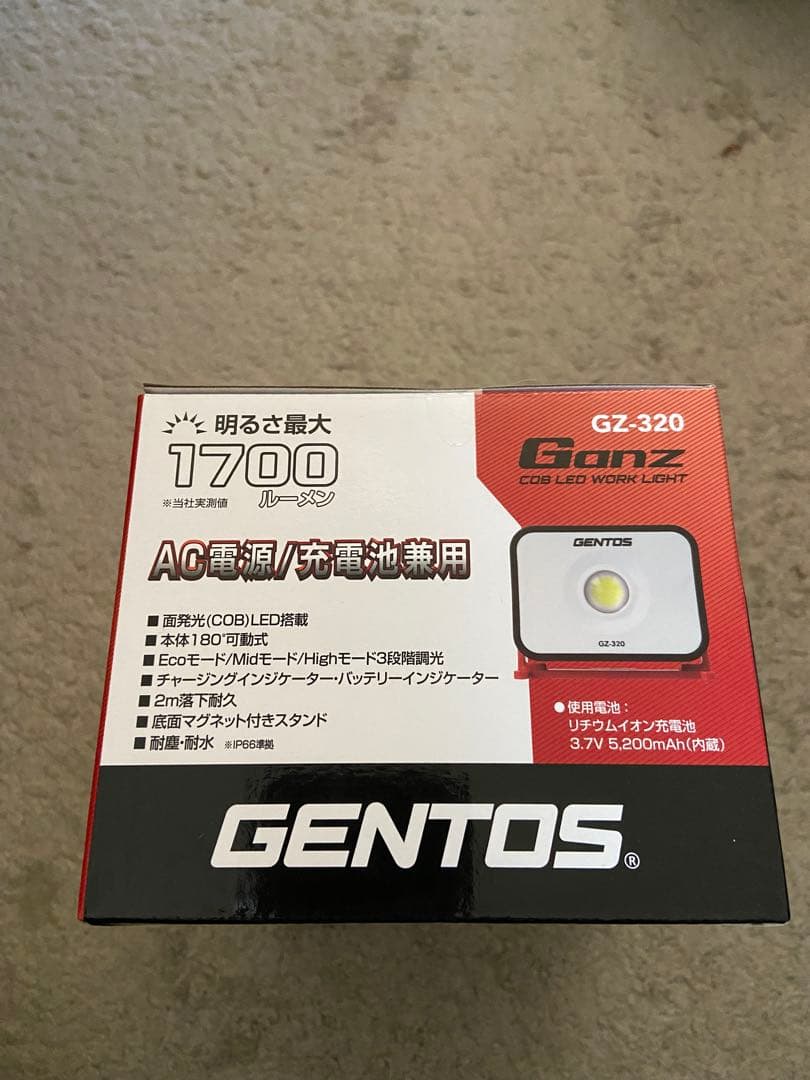 明るさ最大
1700
ルーメン
※当社実測値
GZ-320
Ganz
COB LED WORK LIGHT
AC電源/充電池兼用
■ 面発光(COB)LED搭載
■ 本体180°可動式
■ Ecoモード/Midモード/Highモード3段階調光
■ チャージングインジケーター・バッテリーインジケーター
■ 2m落下耐久
■ 底面マグネット付きスタンド
■ 耐塵・耐水 ※IP66準拠
GENTOS
GZ-320
● 使用電池：
リチウムイオン充電池
3.7V 5,200mAh(内蔵)
GENTOS®